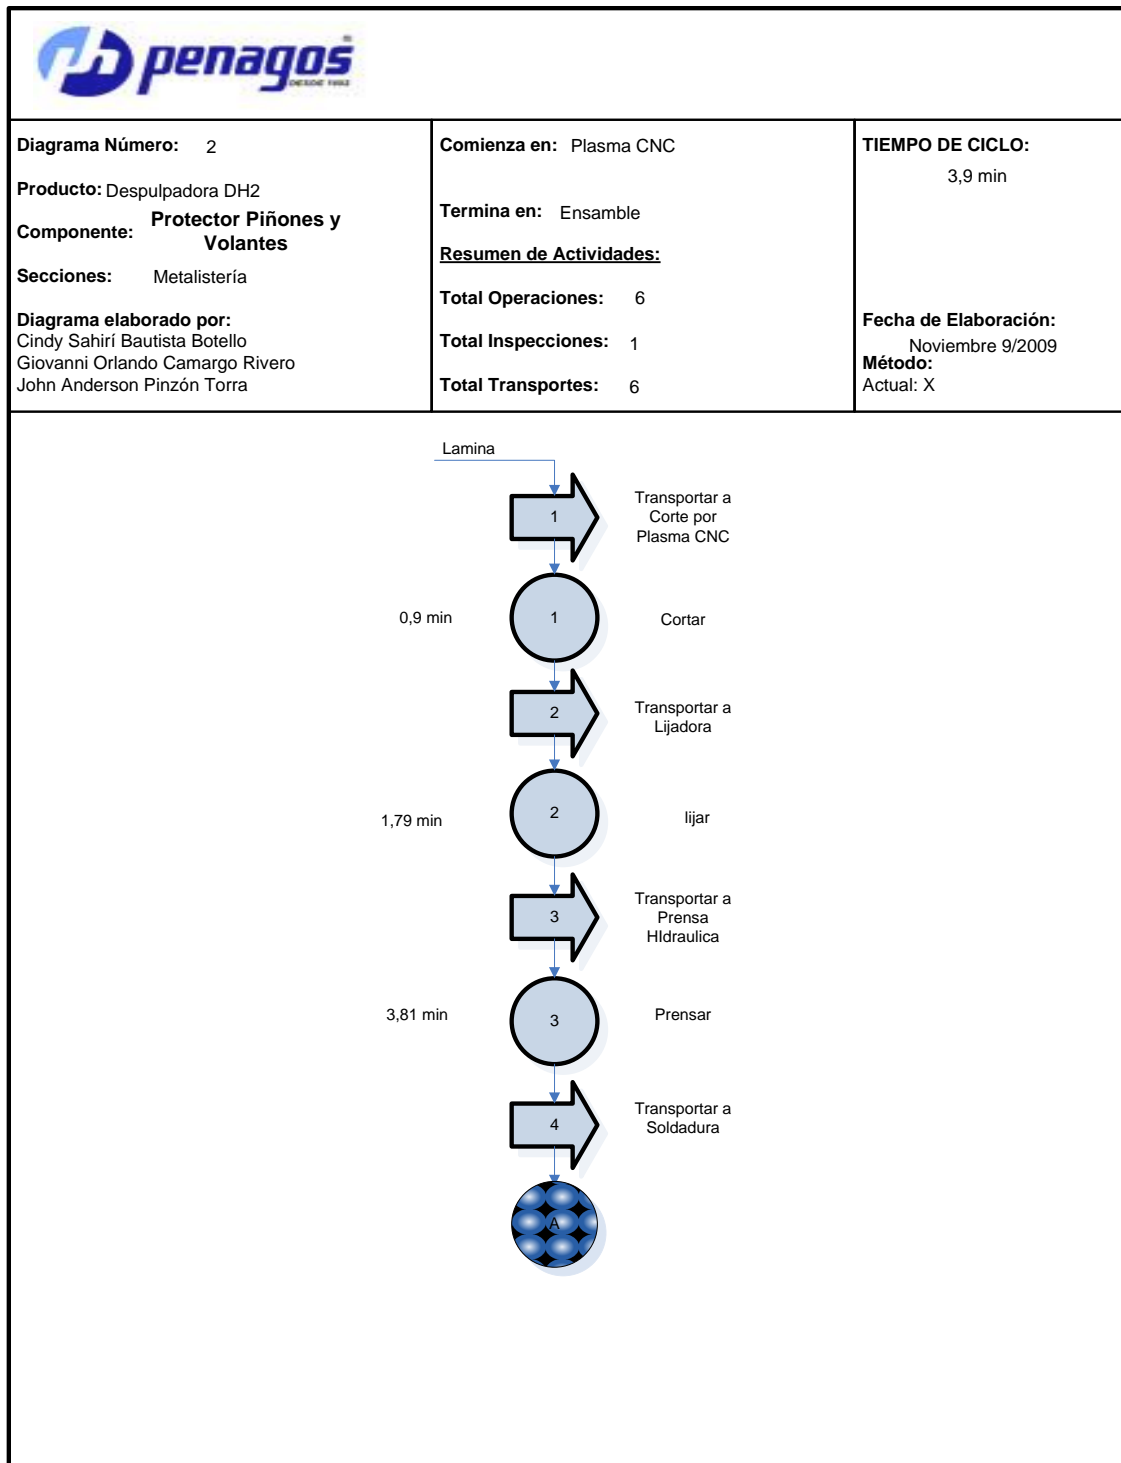 penagos
DESDE 1892
Diagrama Número: 2
Producto: Despulpadora DH2
Componente: Protector Piñones y
Volantes
Secciones: Metalistería
Diagrama elaborado por:
Cindy Sahirí Bautista Botello
Giovanni Orlando Camargo Rivero
John Anderson Pinzón Torra
Comienza en: Plasma CNC
Termina en: Ensamble
Resumen de Actividades:
Total Operaciones: 6
Total Inspecciones: 1
Total Transportes: 6
TIEMPO DE CICLO:
3,9 min
Fecha de Elaboración:
Noviembre 9/2009
Método:
Actual: X
Lamina
1
Transportar a
Corte por
Plasma CNC
0,9 min
1
Cortar
2
Transportar a
Lijadora
1,79 min
2
lijar
3
Transportar a
Prensa
HIdraulica
3,81 min
3
Prensar
4
Transportar a
Soldadura
A